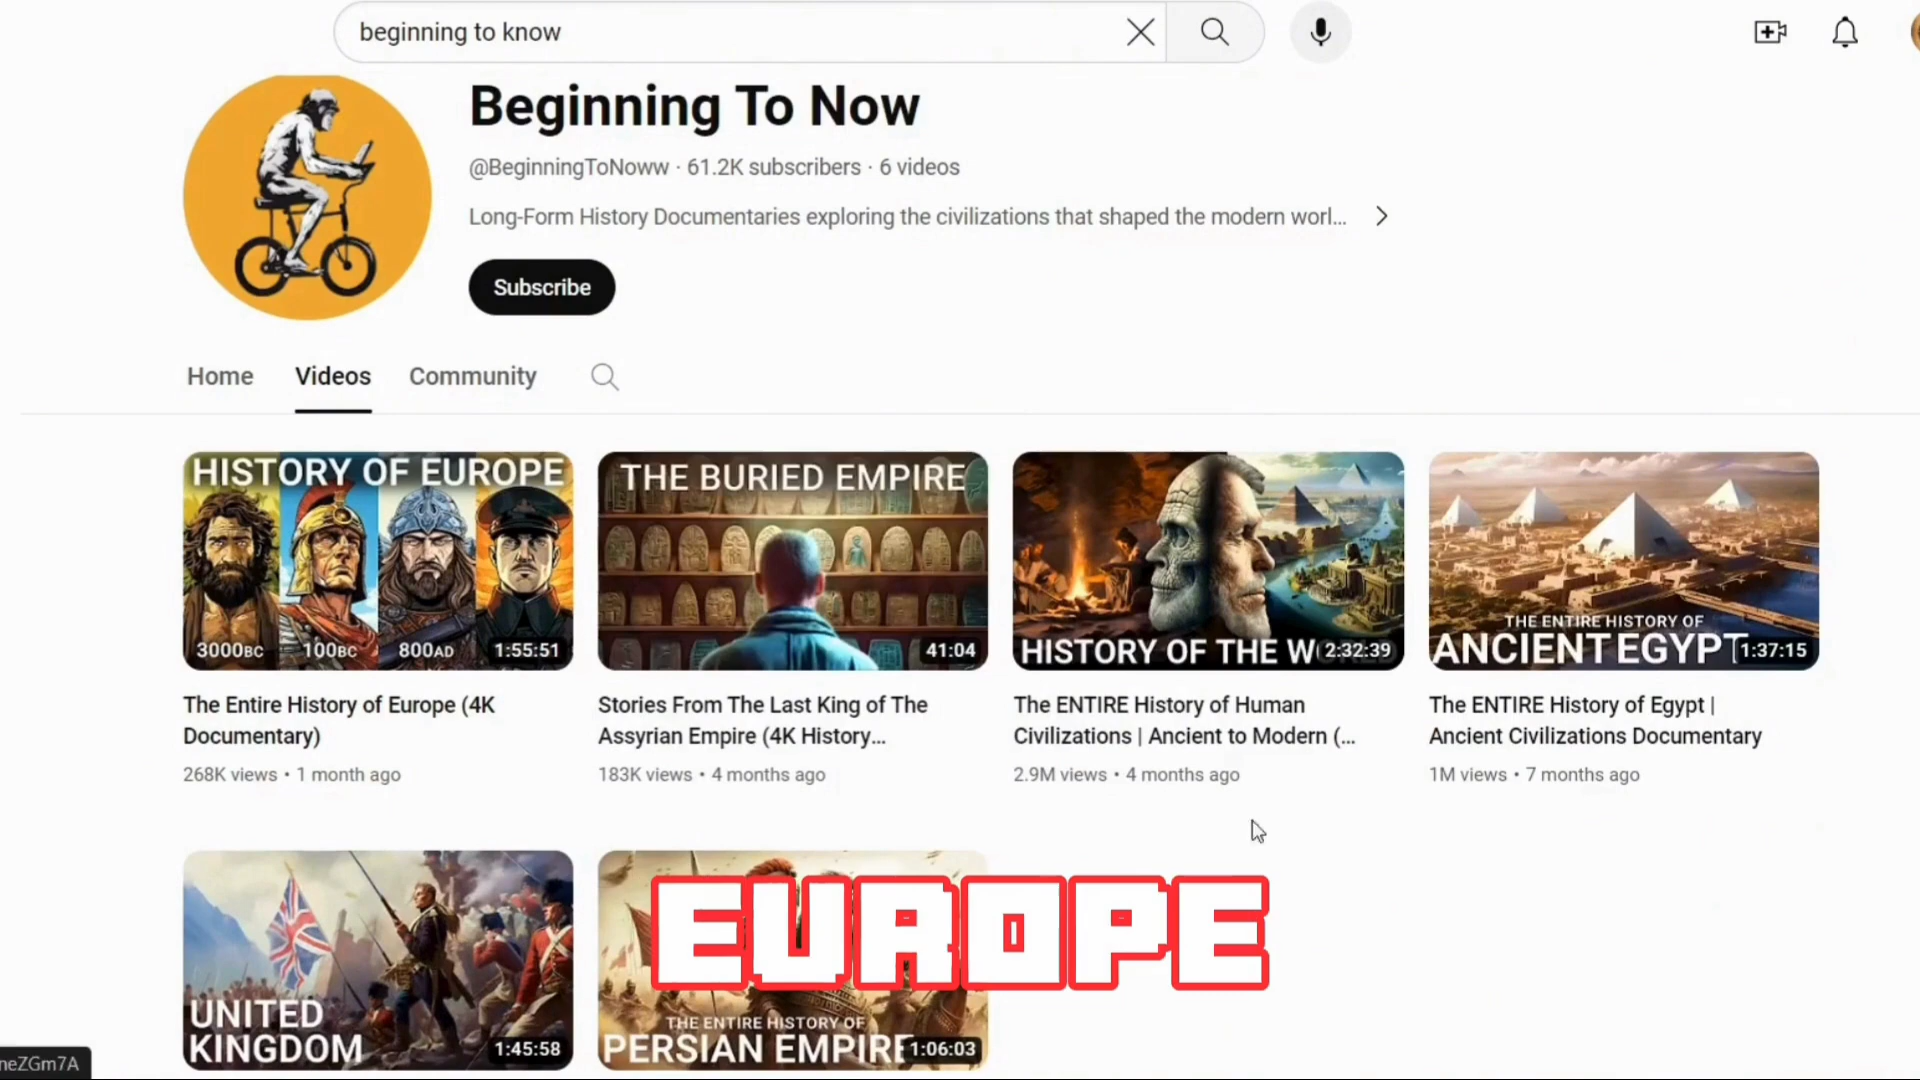 beginning to know
Beginning To Now
@BeginningToNoww · 61.2K subscribers · 6 videos
Long-Form History Documentaries exploring the civilizations that shaped the modern worl...
Subscribe
Home Videos Community
HISTORY OF EUROPE
3000BC 100BC 800AD 1:55:51
The Entire History of Europe (4K
Documentary)
268K views • 1 month ago
THE BURIED EMPIRE
41:04
Stories From The Last King of The
Assyrian Empire (4K History...
183K views • 4 months ago
HISTORY OF THE WORLD 2:32:39
The ENTIRE History of Human
Civilizations | Ancient to Modern (...
2.9M views • 4 months ago
THE ENTIRE HISTORY OF
ANCIENT EGYPT 1:37:15
The ENTIRE History of Egypt |
Ancient Civilizations Documentary
1M views • 7 months ago
UNITED
KINGDOM 1:45:58
EUROPE
THE ENTIRE HISTORY OF
PERSIAN EMPIRE 1:06:03
neZGm7A